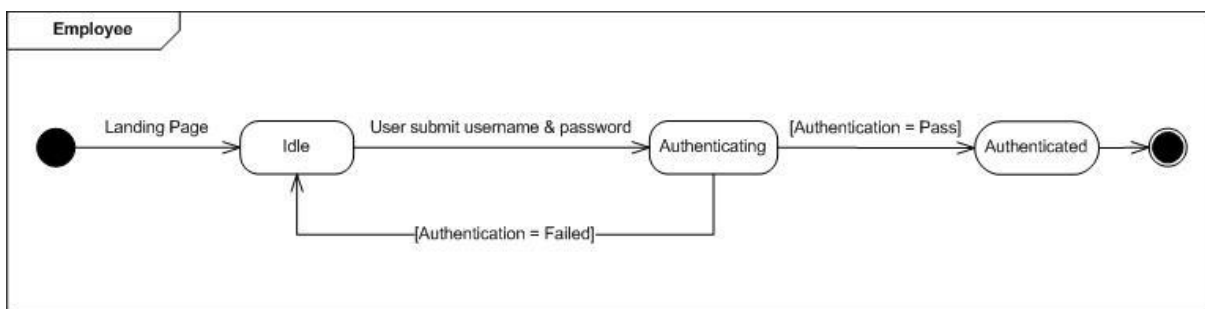 Employee
Landing Page
Idle
User submit username & password
Authenticating
[Authentication = Pass]
Authenticated
[Authentication = Failed]